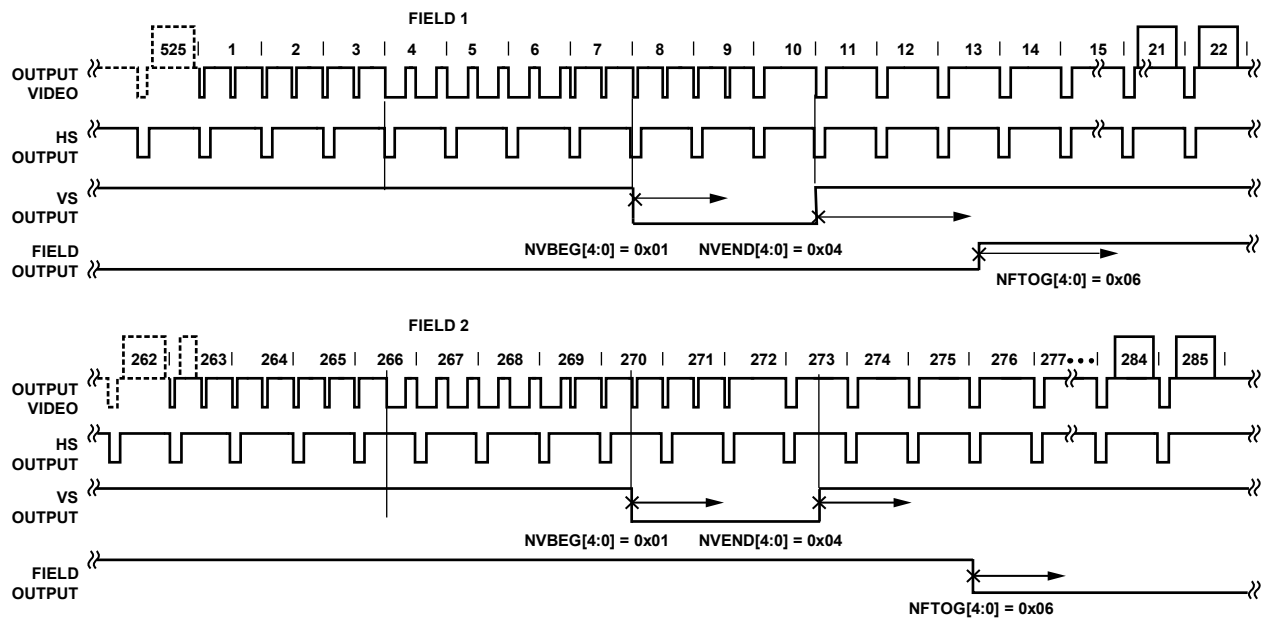 FIELD 1
525 | 1 | 2 | 3 | 4 | 5 | 6 | 7 | 8 | 9 | 10 | 11 | 12 | 13 | 14 | 15 | 21 | 22 |
OUTPUT
VIDEO
HS
OUTPUT
VS
OUTPUT
NVBEG[4:0] = 0x01 NVEND[4:0] = 0x04
FIELD
OUTPUT
NFTOG[4:0] = 0x06
FIELD 2
262 | 263 | 264 | 265 | 266 | 267 | 268 | 269 | 270 | 271 | 272 | 273 | 274 | 275 | 276 | 277 ••• | 284 | 285 |
OUTPUT
VIDEO
HS
OUTPUT
VS
OUTPUT
NVBEG[4:0] = 0x01 NVEND[4:0] = 0x04
FIELD
OUTPUT
NFTOG[4:0] = 0x06